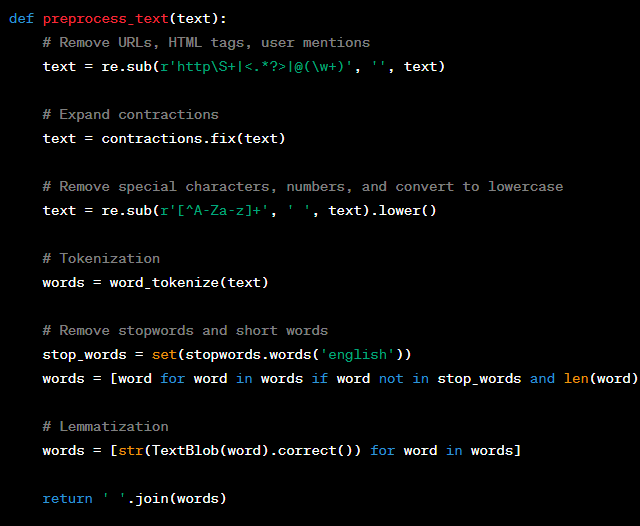 def preprocess_text(text):
    # Remove URLs, HTML tags, user mentions
    text = re.sub(r'http\S+|<.*?>|@(\w+)', '', text)

    # Expand contractions
    text = contractions.fix(text)

    # Remove special characters, numbers, and convert to lowercase
    text = re.sub(r'[^A-Za-z]+', ' ', text).lower()

    # Tokenization
    words = word_tokenize(text)

    # Remove stopwords and short words
    stop_words = set(stopwords.words('english'))
    words = [word for word in words if word not in stop_words and len(word)

    # Lemmatization
    words = [str(TextBlob(word).correct()) for word in words]

    return ' '.join(words)